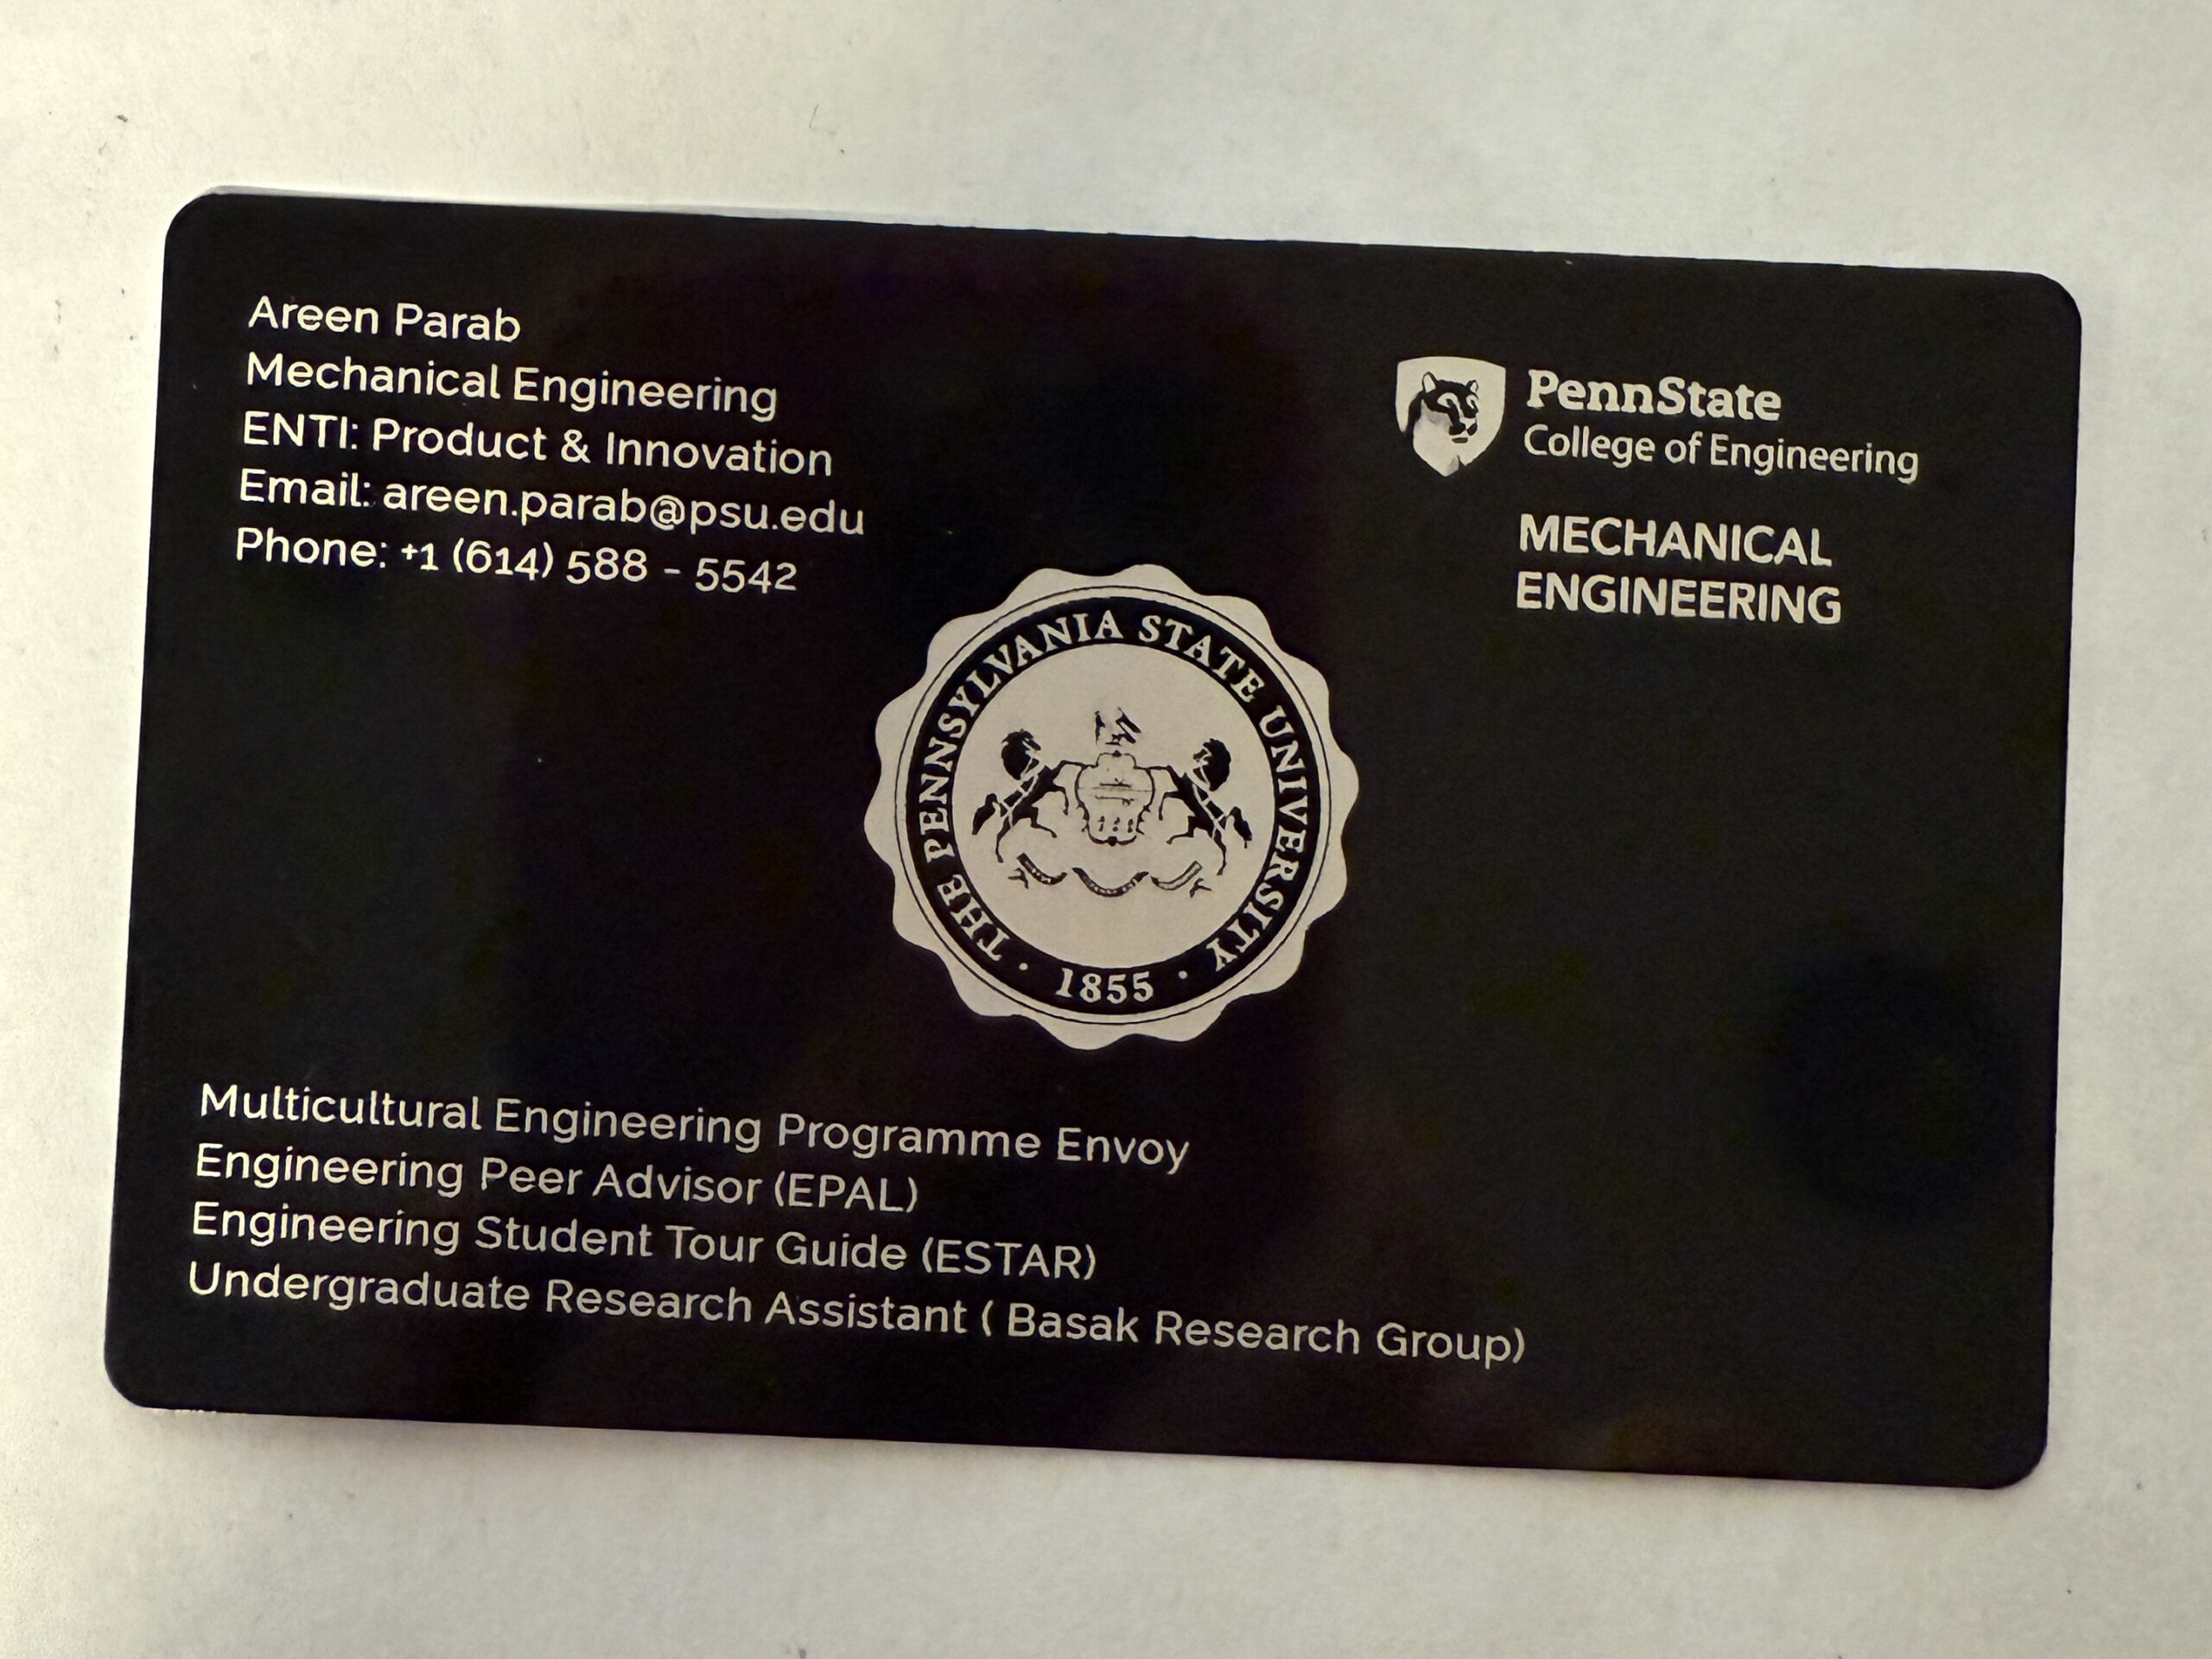 Areen Parab
Mechanical Engineering
ENTI: Product & Innovation
Email: areen.parab@psu.edu
Phone: +1 (614) 588 - 5542
PennState
College of Engineering
MECHANICAL
ENGINEERING
THE PENNSYLVANIA STATE UNIVERSITY
· 1855 ·
Multicultural Engineering Programme Envoy
Engineering Peer Advisor (EPAL)
Engineering Student Tour Guide (ESTAR)
Undergraduate Research Assistant ( Basak Research Group)